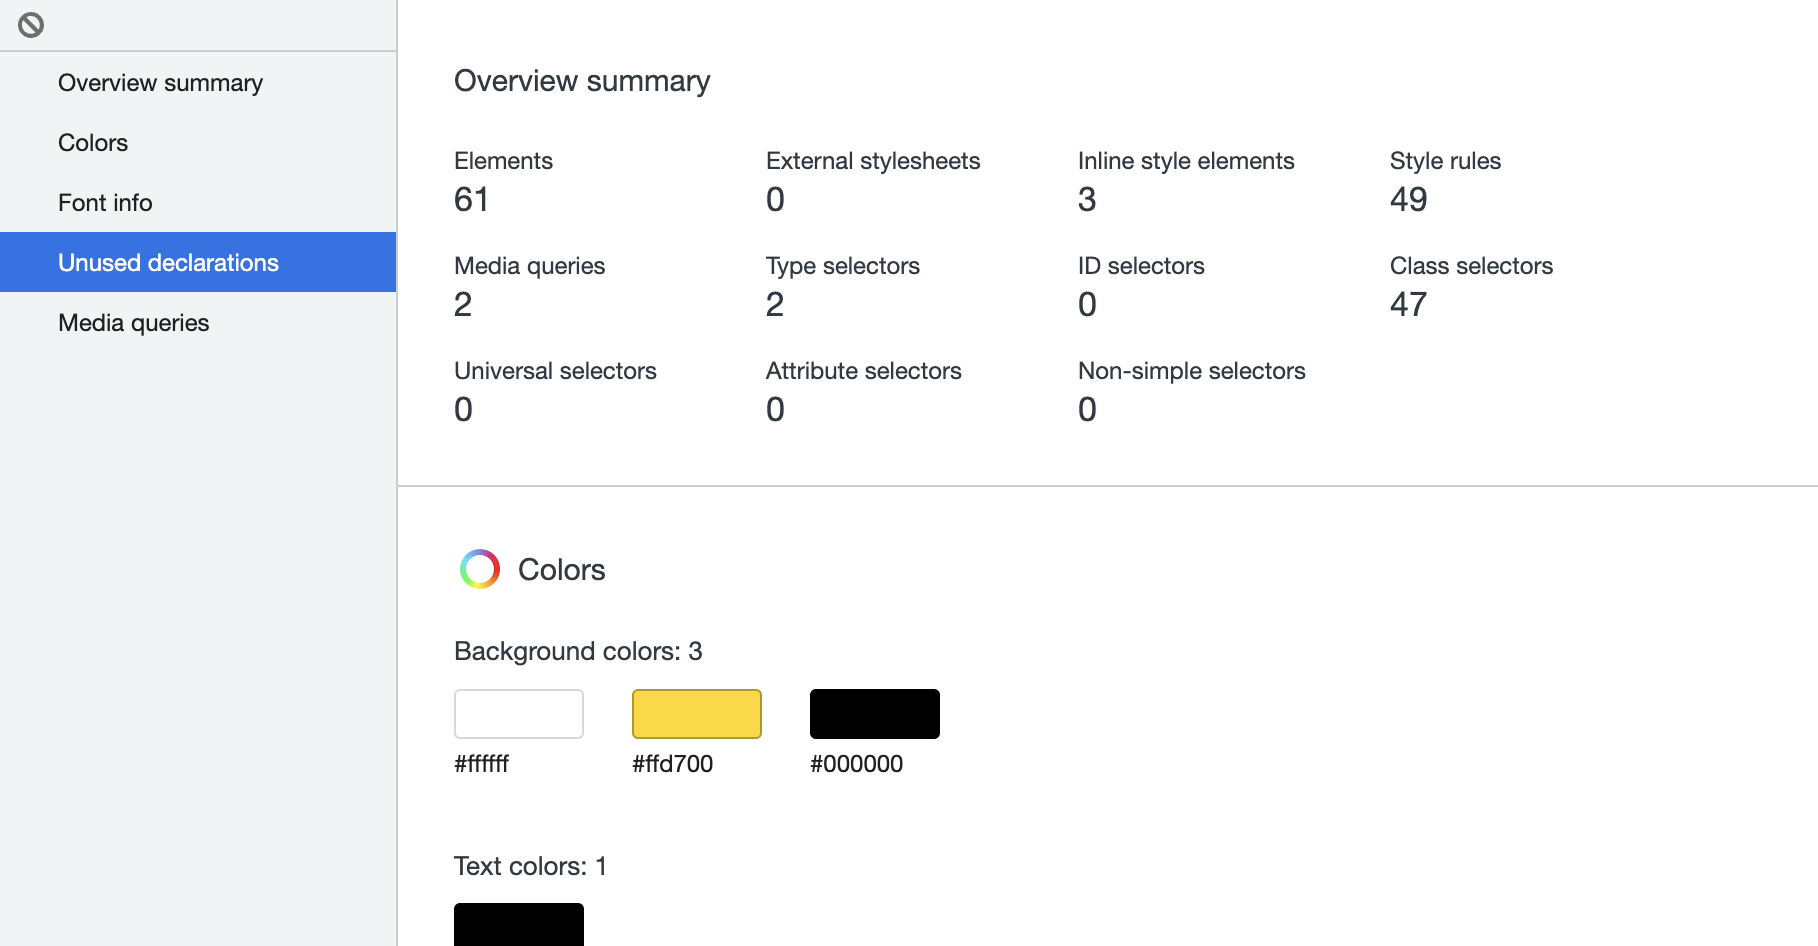 Overview summary
Colors
Font info
Unused declarations
Media queries
Overview summary
Elements
61
External stylesheets
0
Inline style elements
3
Style rules
49
Media queries
2
Type selectors
2
ID selectors
0
Class selectors
47
Universal selectors
0
Attribute selectors
0
Non-simple selectors
0
Colors
Background colors: 3
#ffffff
#ffd700
#000000
Text colors: 1